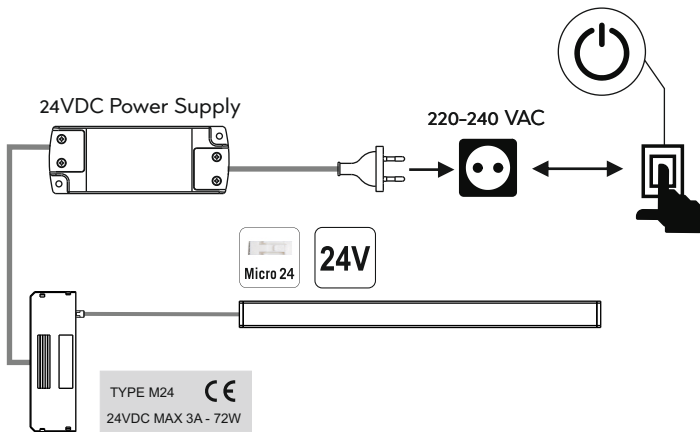 24VDC Power Supply
220-240 VAC
Micro 24
24V
TYPE M24 CE
24VDC MAX 3A - 72W